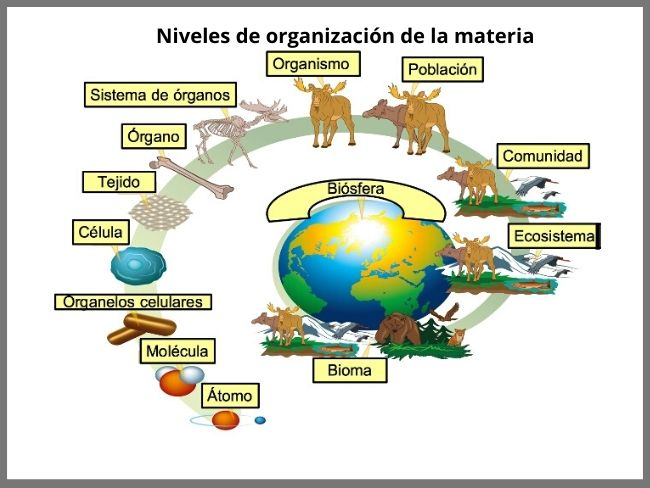 Niveles de organización de la materia
Organismo
Población
Sistema de órganos
Órgano
Comunidad
Tejido
Biósfera
Célula
Ecosistema
Organelos celulares
Molécula
Bioma
Átomo